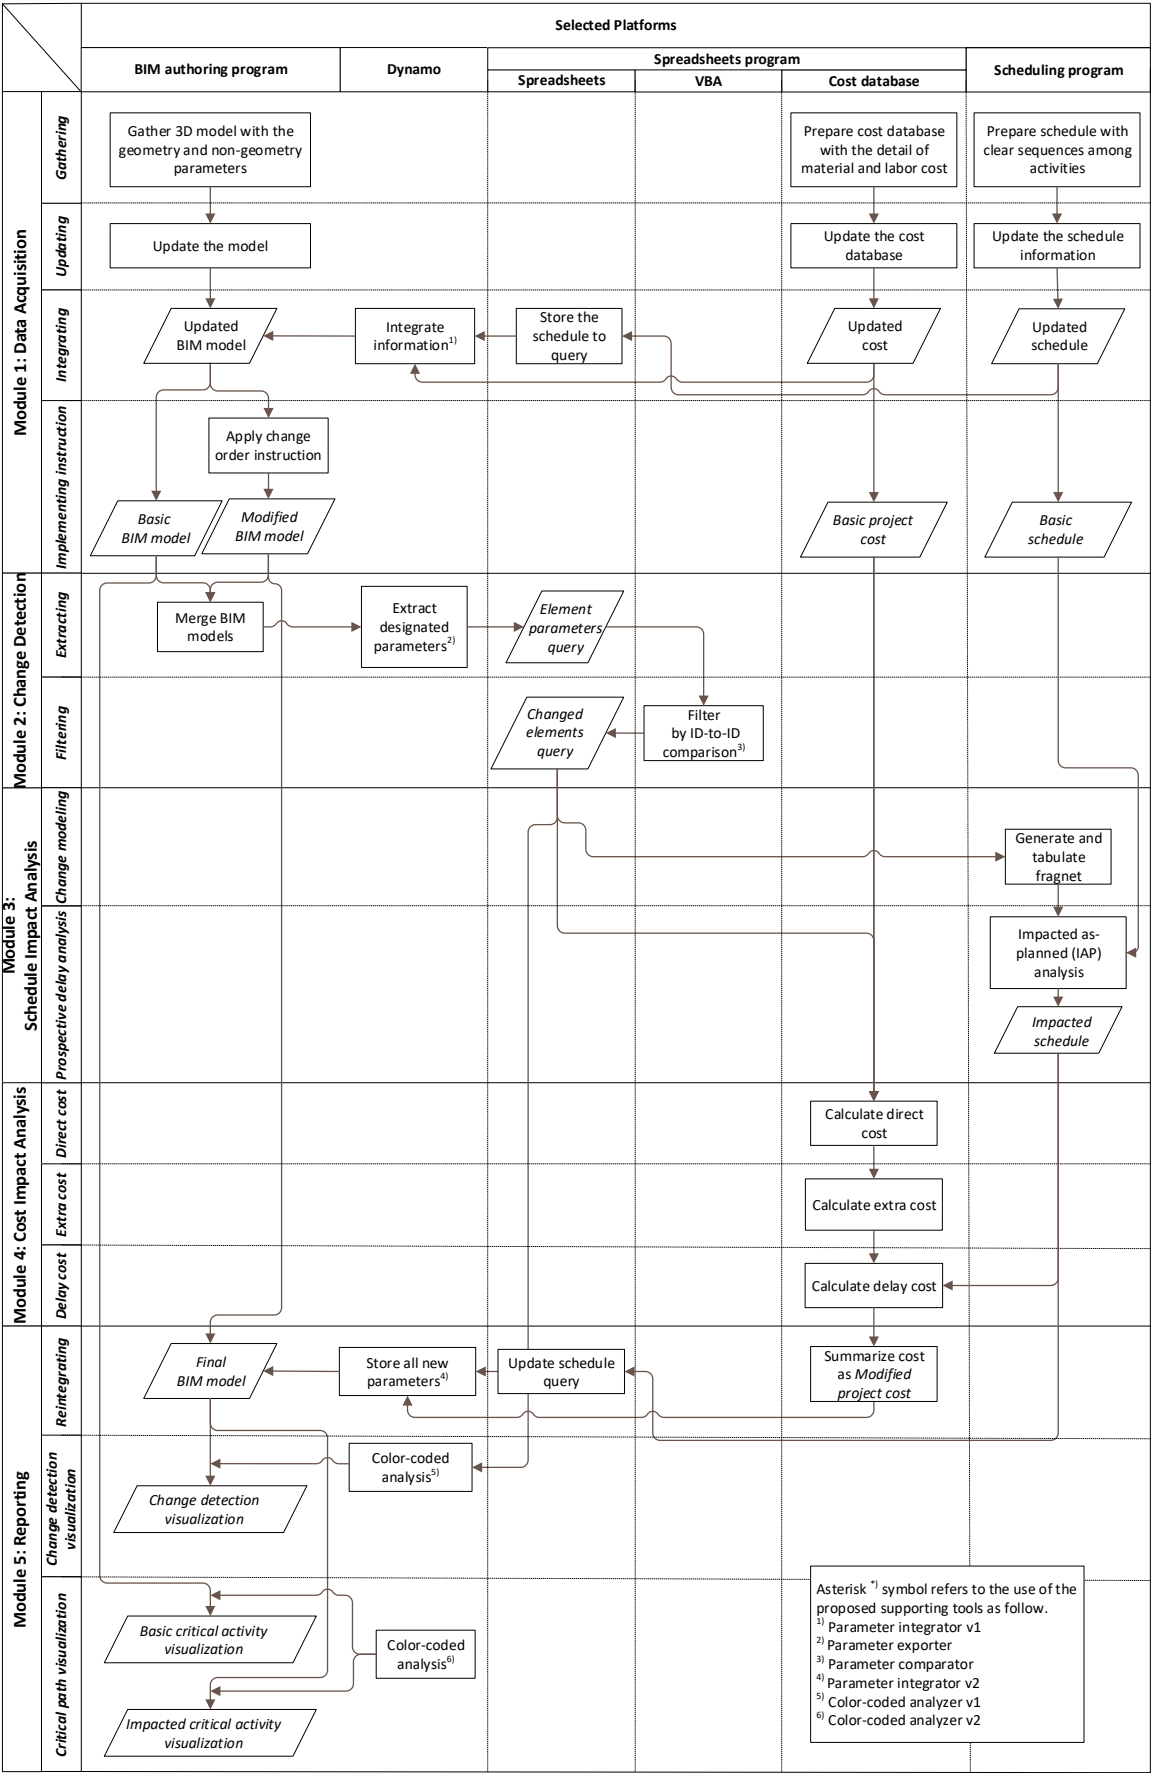 Selected Platforms
BIM authoring program
Dynamo
Spreadsheets program
Scheduling program
Spreadsheets
VBA
Cost database
Module 1: Data Acquisition
Gathering
Gather 3D model with the
geometry and non-geometry
parameters
Prepare cost database
with the detail of
material and labor cost
Prepare schedule with
clear sequences among
activities
Updating
Update the model
Update the cost
database
Update the schedule
information
Integrating
Updated
BIM model
Integrate
information1)
Store the
schedule to
query
Updated
cost
Updated
schedule
Implementing instruction
Apply change
order instruction
Basic
BIM model
Modified
BIM model
Basic project
cost
Basic
schedule
Module 2: Change Detection
Extracting
Merge BIM
models
Extract
designated
parameters2)
Element
parameters
query
Filtering
Changed
elements
query
Filter
by ID-to-ID
comparison3)
Module 3:
Schedule Impact Analysis
Change modeling
Generate and
tabulate
fragnet
Prospective delay analysis
Impacted as-
planned (IAP)
analysis
Impacted
schedule
Module 4: Cost Impact Analysis
Direct cost
Calculate direct
cost
Extra cost
Calculate extra cost
Delay cost
Calculate delay cost
Module 5: Reporting
Reintegrating
Final
BIM model
Store all new
parameters4)
Update schedule
query
Summarize cost
as Modified
project cost
Change detection
visualization
Color-coded
analysis5)
Change detection
visualization
Critical path visualization
Basic critical activity
visualization
Color-coded
analysis6)
Impacted critical activity
visualization
Asterisk *) symbol refers to the use of the
proposed supporting tools as follow.
1) Parameter integrator v1
2) Parameter exporter
3) Parameter comparator
4) Parameter integrator v2
5) Color-coded analyzer v1
6) Color-coded analyzer v2